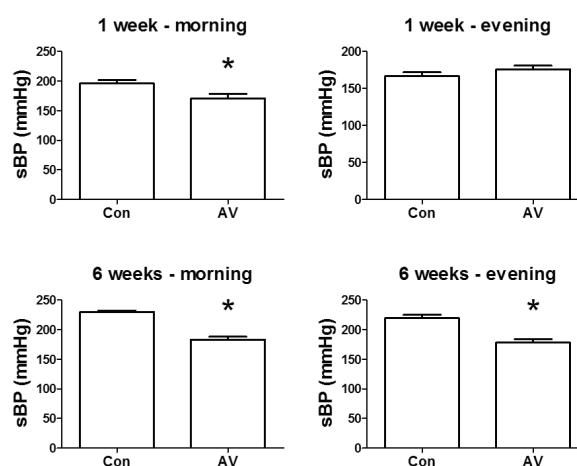 1 week - morning
sBP (mmHg)
250
200
150
100
50
0
*
Con AV
1 week - evening
sBP (mmHg)
200
150
100
50
0
Con AV
6 weeks - morning
sBP (mmHg)
250
200
150
100
50
0
*
Con AV
6 weeks - evening
sBP (mmHg)
250
200
150
100
50
0
*
Con AV